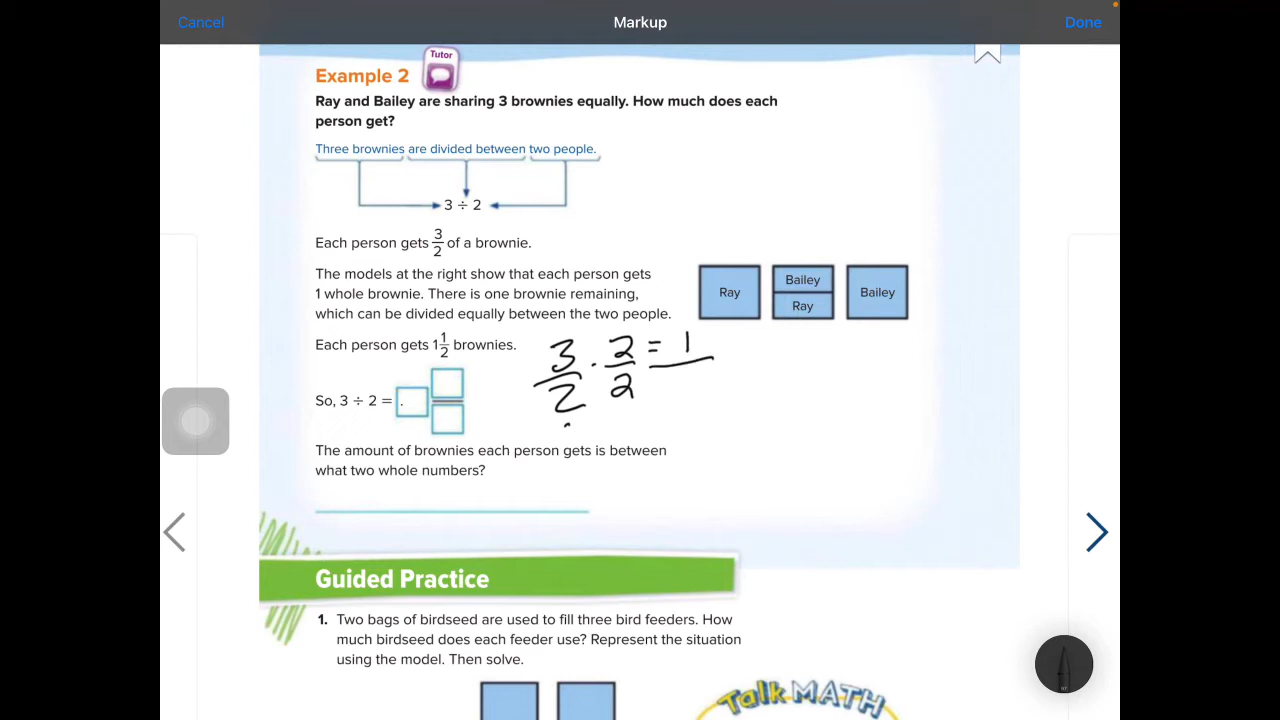 Cancel Markup Done
Tutor
Example 2
Ray and Bailey are sharing 3 brownies equally. How much does each
person get?
Three brownies are divided between two people.
3 ÷ 2
Each person gets 3/2 of a brownie.
The models at the right show that each person gets
1 whole brownie. There is one brownie remaining,
which can be divided equally between the two people.
Ray
Bailey
Ray
Bailey
Each person gets 1 1/2 brownies.
3/2 · 2/2 = 1
So, 3 ÷ 2 =
The amount of brownies each person gets is between
what two whole numbers?
Guided Practice
1. Two bags of birdseed are used to fill three bird feeders. How
much birdseed does each feeder use? Represent the situation
using the model. Then solve.
Talk MATH